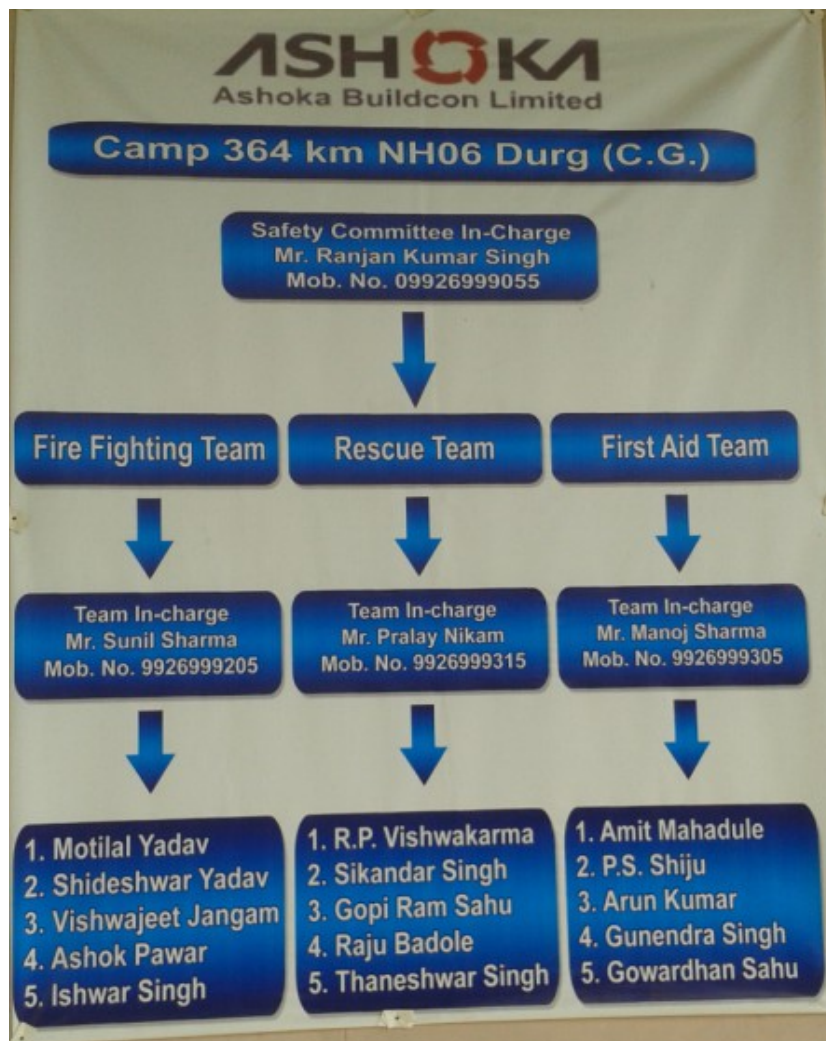 ASHOKA
Ashoka Buildcon Limited
Camp 364 km NH06 Durg (C.G.)
Safety Committee In-Charge
Mr. Ranjan Kumar Singh
Mob. No. 09926999055
Fire Fighting Team
Rescue Team
First Aid Team
Team In-charge
Mr. Sunil Sharma
Mob. No. 9926999205
Team In-charge
Mr. Pralay Nikam
Mob. No. 9926999315
Team In-charge
Mr. Manoj Sharma
Mob. No. 9926999305
1. Motilal Yadav
2. Shideshwar Yadav
3. Vishwajeet Jangam
4. Ashok Pawar
5. Ishwar Singh
1. R.P. Vishwakarma
2. Sikandar Singh
3. Gopi Ram Sahu
4. Raju Badole
5. Thaneshwar Singh
1. Amit Mahadule
2. P.S. Shiju
3. Arun Kumar
4. Gunendra Singh
5. Gowardhan Sahu